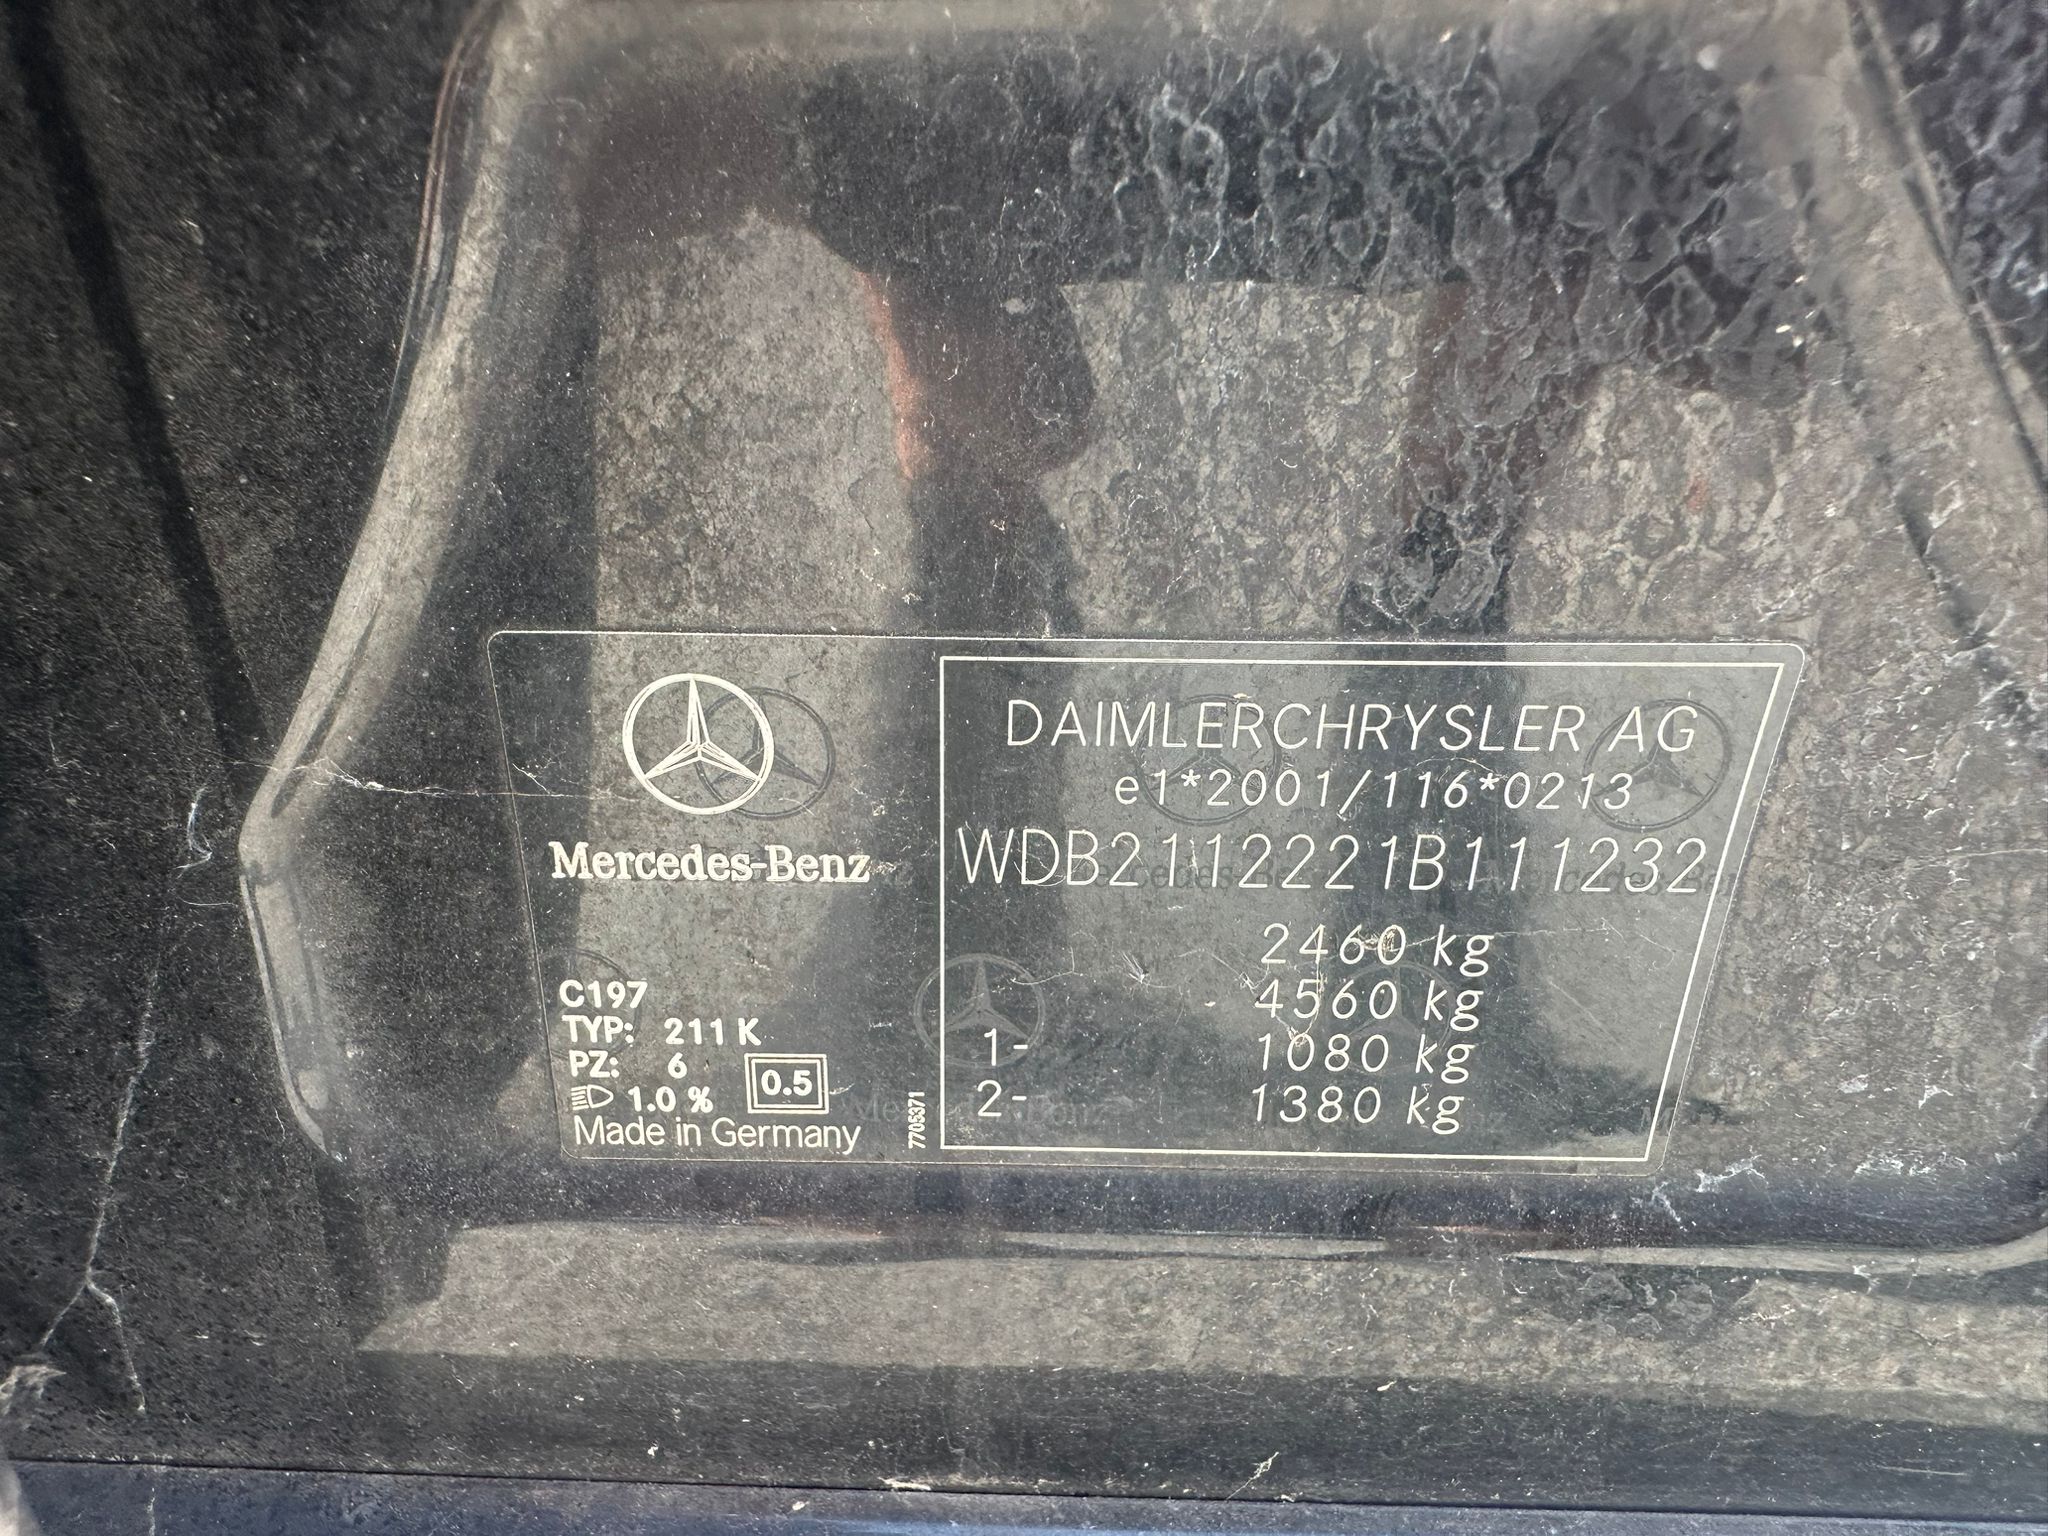 Mercedes-Benz
C197
TYP: 211 K
PZ: 6
1.0 % 0.5
Made in Germany
7705371
DAIMLERCHRYSLER AG
e1*2001/116*0213
WDB2112221B111232
2460 kg
4560 kg
1- 1080 kg
2- 1380 kg